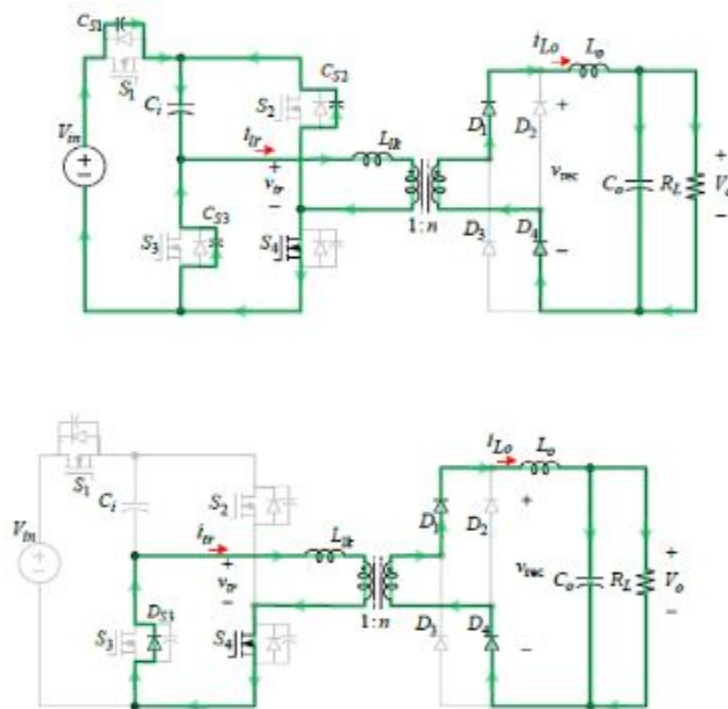 C_S1
i_Lo L_o
S_1 C_i S_2 C_S2 D_1 D_2 +
V_in i_tr L_lk
+ v_tr − v_rec C_o R_L + V_o −
C_S3 1:n
S_3 S_4 D_3 D_4 −
i_Lo L_o
S_1 C_i S_2 D_1 D_2 +
V_in i_tr L_lk
+ v_tr − v_rec C_o R_L + V_o −
D_S3 1:n
S_3 S_4 D_3 D_4 −